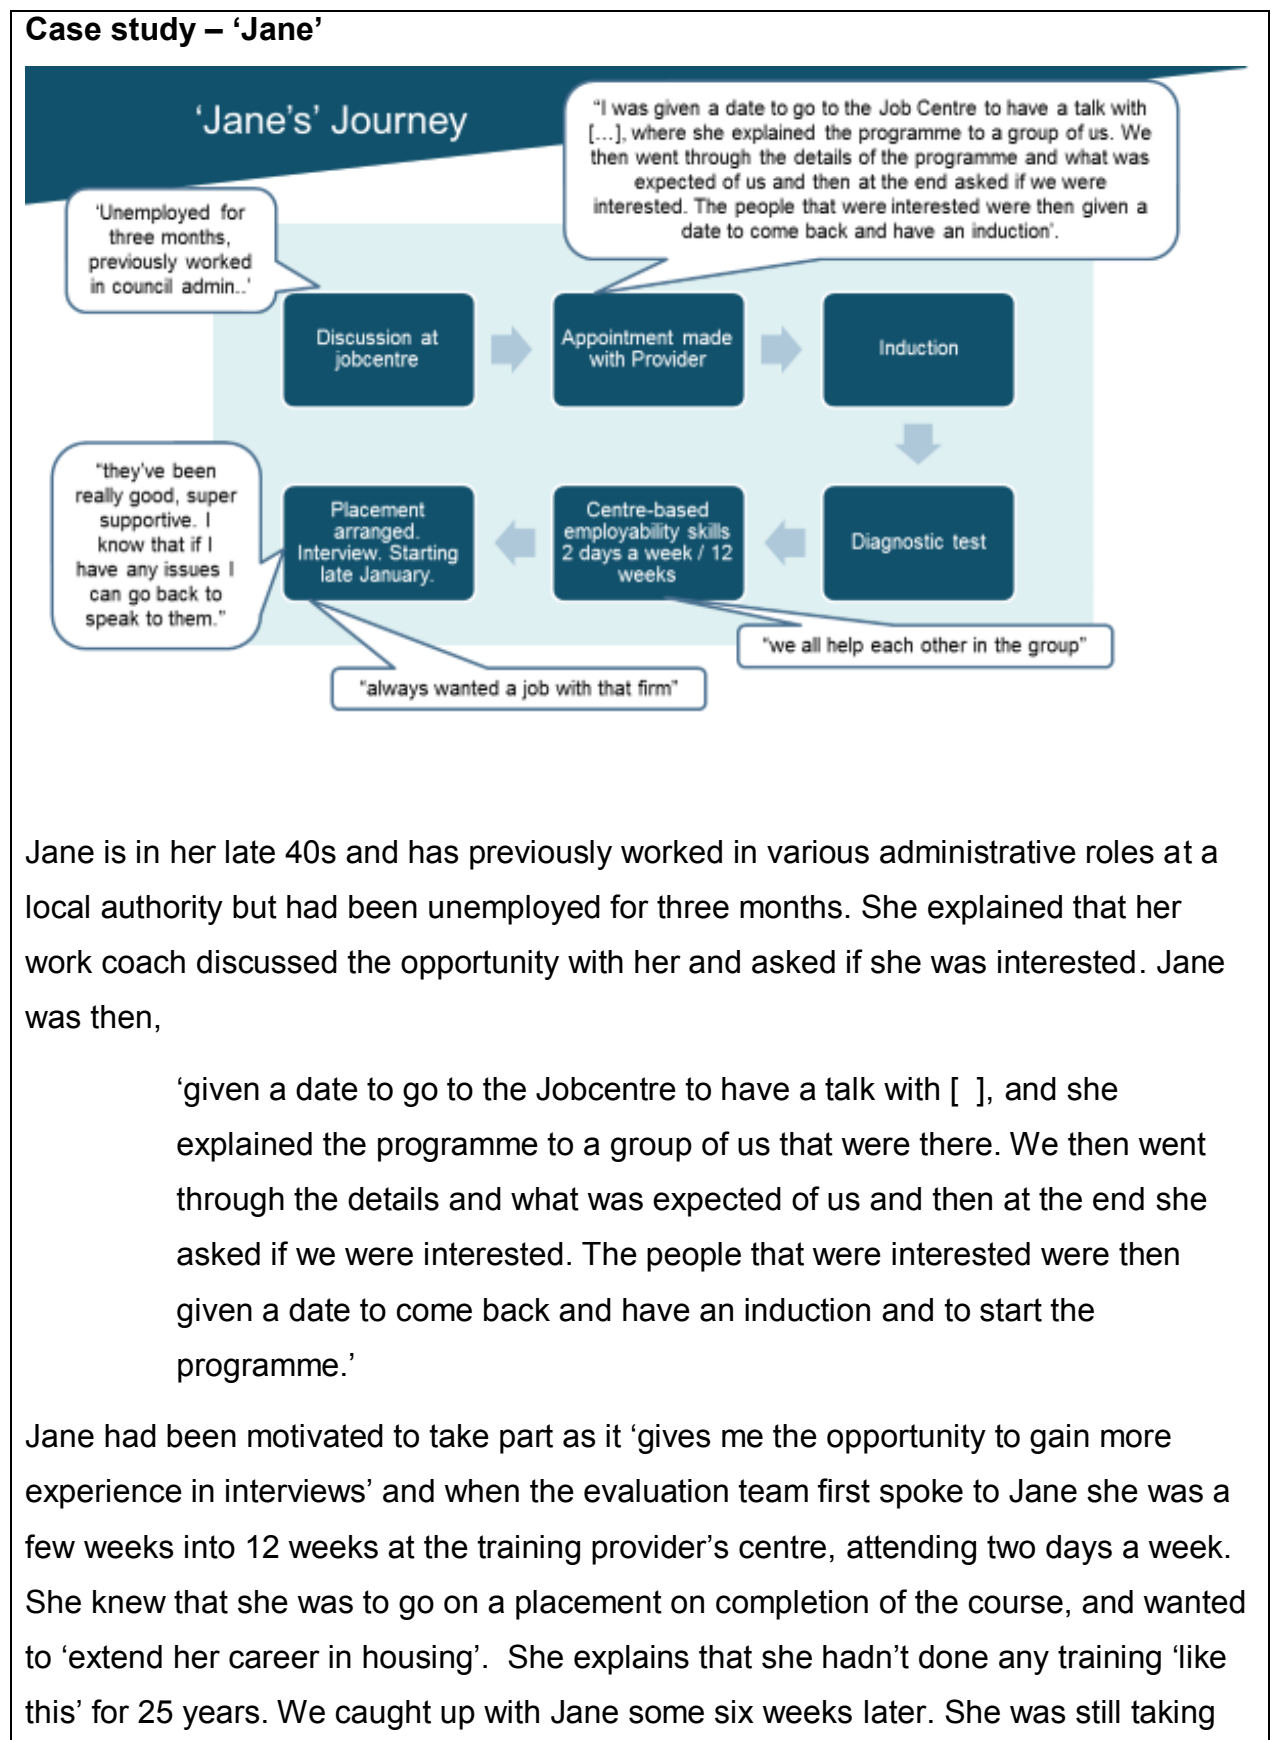 Case study – ‘Jane’
‘Jane’s’ Journey
“I was given a date to go to the Job Centre to have a talk with
[…], where she explained the programme to a group of us. We
then went through the details of the programme and what was
expected of us and then at the end asked if we were
interested. The people that were interested were then given a
date to come back and have an induction’.
‘Unemployed for
three months,
previously worked
in council admin..’
Discussion at
jobcentre
Appointment made
with Provider
Induction
Diagnostic test
Centre-based
employability skills
2 days a week / 12
weeks
Placement
arranged.
Interview. Starting
late January.
“they’ve been
really good, super
supportive. I
know that if I
have any issues I
can go back to
speak to them.”
“we all help each other in the group”
“always wanted a job with that firm”
Jane is in her late 40s and has previously worked in various administrative roles at a
local authority but had been unemployed for three months. She explained that her
work coach discussed the opportunity with her and asked if she was interested. Jane
was then,
‘given a date to go to the Jobcentre to have a talk with [  ], and she
explained the programme to a group of us that were there. We then went
through the details and what was expected of us and then at the end she
asked if we were interested. The people that were interested were then
given a date to come back and have an induction and to start the
programme.’
Jane had been motivated to take part as it ‘gives me the opportunity to gain more
experience in interviews’ and when the evaluation team first spoke to Jane she was a
few weeks into 12 weeks at the training provider’s centre, attending two days a week.
She knew that she was to go on a placement on completion of the course, and wanted
to ‘extend her career in housing’.  She explains that she hadn’t done any training ‘like
this’ for 25 years. We caught up with Jane some six weeks later. She was still taking